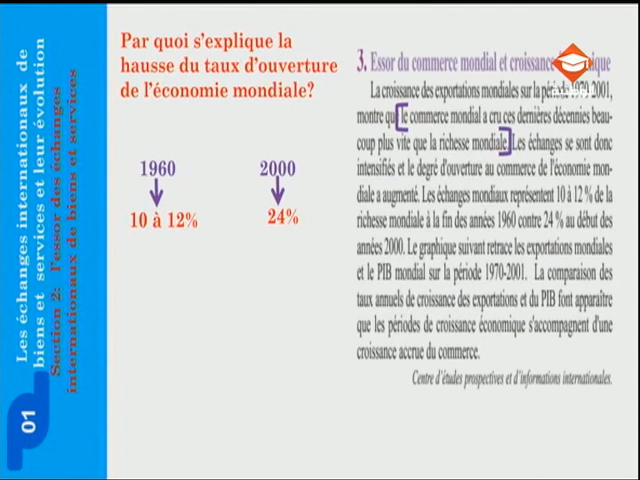 Les échanges internationaux de
biens et services et leur évolution
Section 2: l'essor des échanges
internationaux de biens et services
01
Par quoi s'explique la
hausse du taux d'ouverture
de l'économie mondiale?
1960
2000
10 à 12%
24%
3. Essor du commerce mondial et croissance
La croissance des exportations mondiales sur la période 2001,
montre que le commerce mondial a cru ces dernières décennies beau-
coup plus vite que la richesse mondiale. Les échanges se sont donc
intensifiés et le degré d'ouverture au commerce de l'économie mon-
diale a augmenté. Les échanges mondiaux représentent 10 à 12 % de la
richesse mondiale à la fin des années 1960 contre 24 % au début des
années 2000. Le graphique suivant retrace les exportations mondiales
et le PIB mondial sur la période 1970-2001. La comparaison des
taux annuels de croissance des exportations et du PIB font apparaître
que les périodes de croissance économique s'accompagnent d'une
croissance accrue du commerce.
Centre d'études prospectives et d'informations internationales.